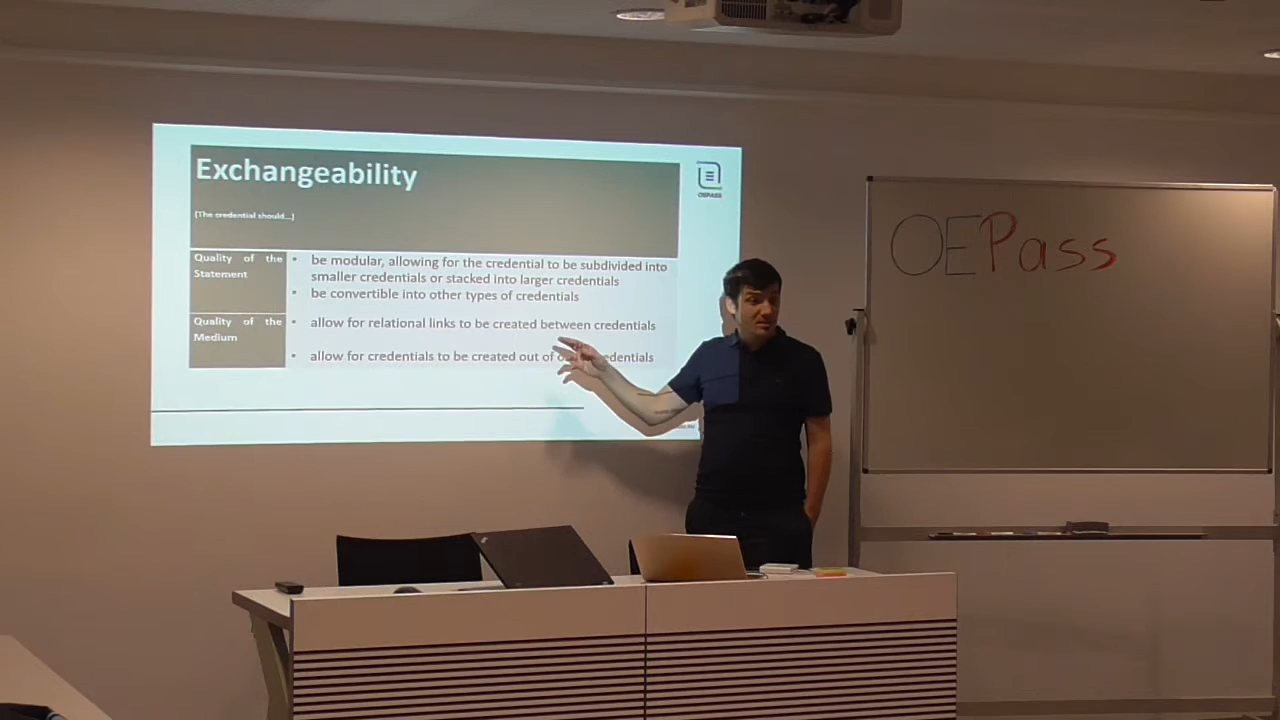 Exchangeability
OEPASS
[The credential should...]
Quality of the
Statement
• be modular, allowing for the credential to be subdivided into
smaller credentials or stacked into larger credentials
• be convertible into other types of credentials
Quality of the
Medium
• allow for relational links to be created between credentials
• allow for credentials to be created out of
OEPass